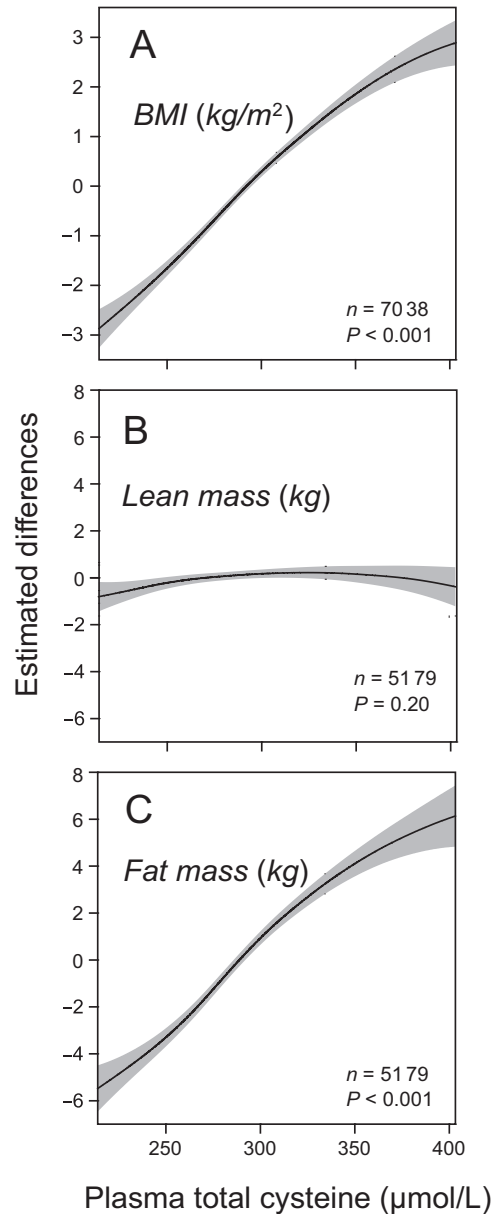 A
BMI (kg/m²)
3
2
1
0
−1
−2
−3
n = 7038
P < 0.001
B
Lean mass (kg)
8
6
4
2
0
−2
−4
−6
n = 5179
P = 0.20
Estimated differences
C
Fat mass (kg)
8
6
4
2
0
−2
−4
−6
n = 5179
P < 0.001
250 300 350 400
Plasma total cysteine (μmol/L)